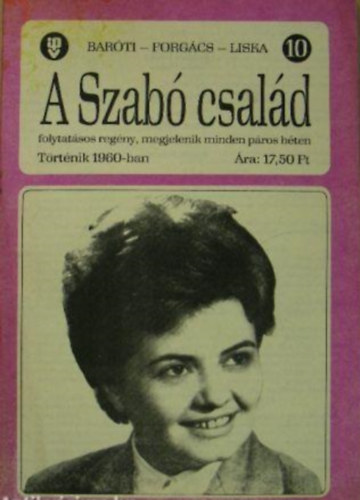 BARÓTI – FORGÁCS – LISKA 10
A Szabó család
folytatásos regény, megjelenik minden páros héten
Történik 1960-ban Ára: 17,50 Ft